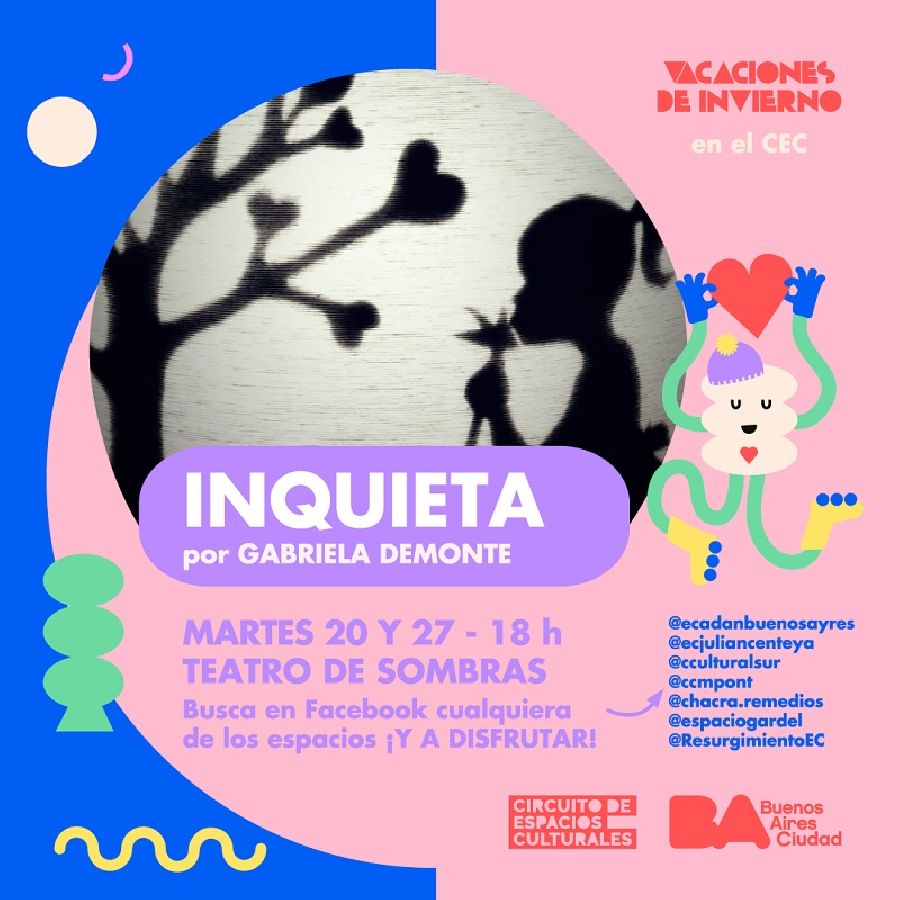 VACACIONES
DE INVIERNO
en el CEC
INQUIETA
por GABRIELA DEMONTE
MARTES 20 Y 27 - 18 h
TEATRO DE SOMBRAS
Busca en Facebook cualquiera
de los espacios ¡Y A DISFRUTAR!
@ecadanbuenosayres
@ecjuliancenteya
@cculturalsur
@ccmpont
@chacra.remedios
@espaciogardel
@ResurgimientoEC
CIRCUITO DE
ESPACIOS
CULTURALES
BA
Buenos
Aires
Ciudad